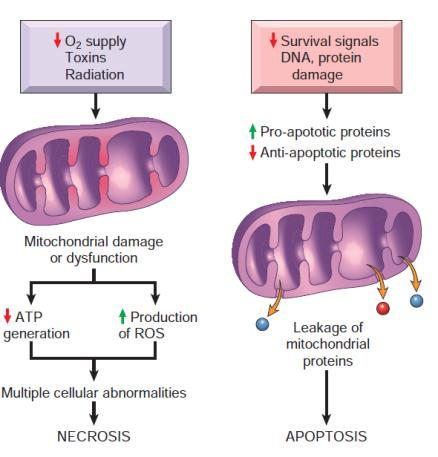 ↓ O₂ supply
Toxins
Radiation
Mitochondrial damage
or dysfunction
↓ ATP
generation
↑ Production
of ROS
Multiple cellular abnormalities
NECROSIS
↓ Survival signals
DNA, protein
damage
↑ Pro-apototic proteins
↓ Anti-apoptotic proteins
Leakage of
mitochondrial
proteins
APOPTOSIS